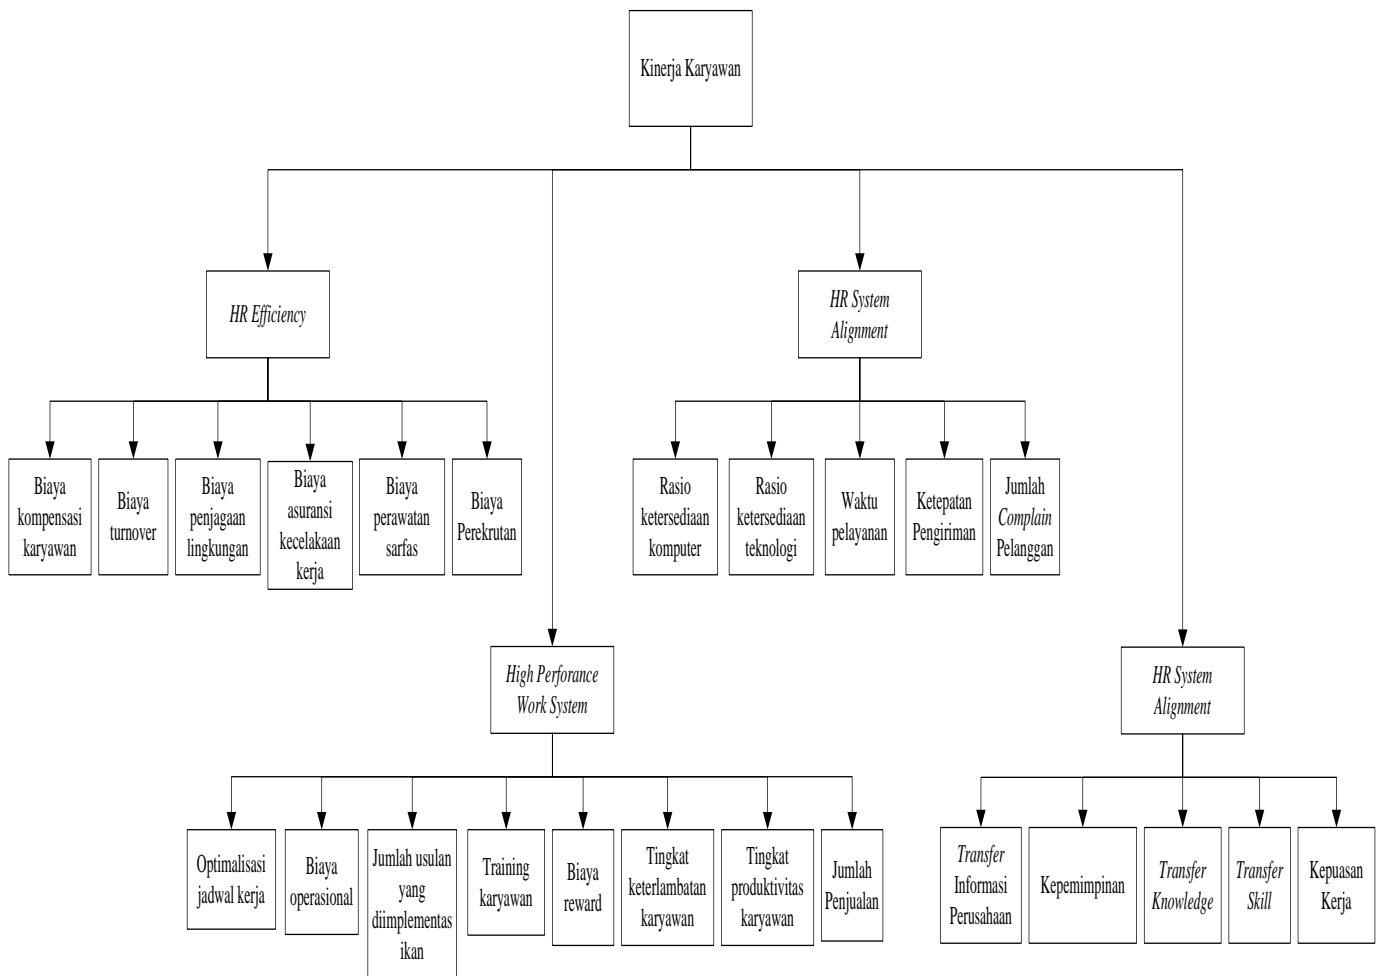 Kinerja Karyawan
HR Efficiency
HR System
Alignment
Biaya
kompensasi
karyawan
Biaya
turnover
Biaya
penjagaan
lingkungan
Biaya
asuransi
kecelakaan
kerja
Biaya
perawatan
sarfas
Biaya
Perekrutan
Rasio
ketersediaan
komputer
Rasio
ketersediaan
teknologi
Waktu
pelayanan
Ketepatan
Pengiriman
Jumlah
Complain
Pelanggan
High Perforance
Work System
HR System
Alignment
Optimalisasi
jadwal kerja
Biaya
operasional
Jumlah usulan
yang
diimplementas
ikan
Training
karyawan
Biaya
reward
Tingkat
keterlambatan
karyawan
Tingkat
produktivitas
karyawan
Jumlah
Penjualan
Transfer
Informasi
Perusahaan
Kepemimpinan
Transfer
Knowledge
Transfer
Skill
Kepuasan
Kerja